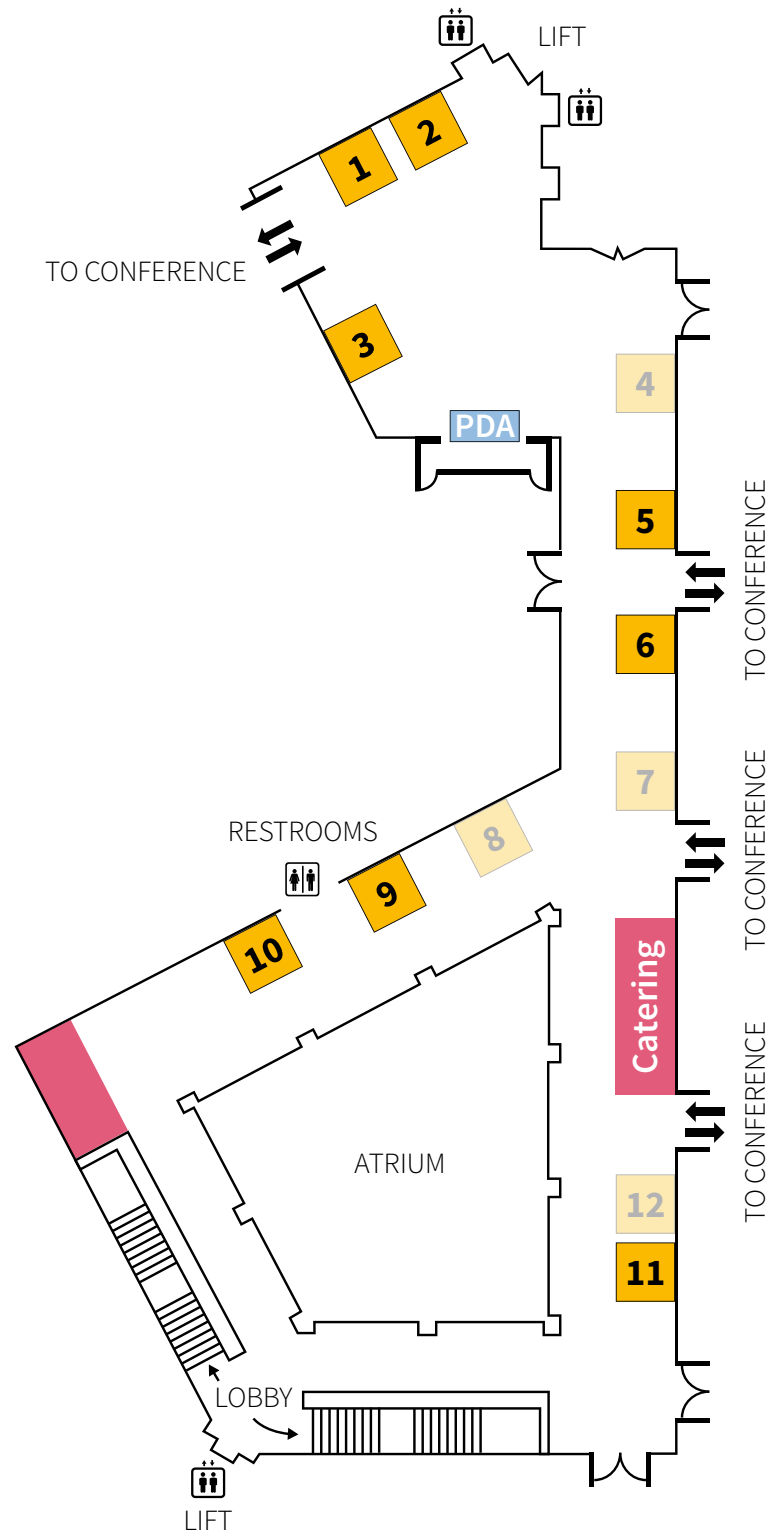 LIFT
2
1
TO CONFERENCE
3
4
PDA
5
TO CONFERENCE
6
7
TO CONFERENCE
8
RESTROOMS
9
10
Catering
TO CONFERENCE
ATRIUM
12
11
LOBBY
LIFT